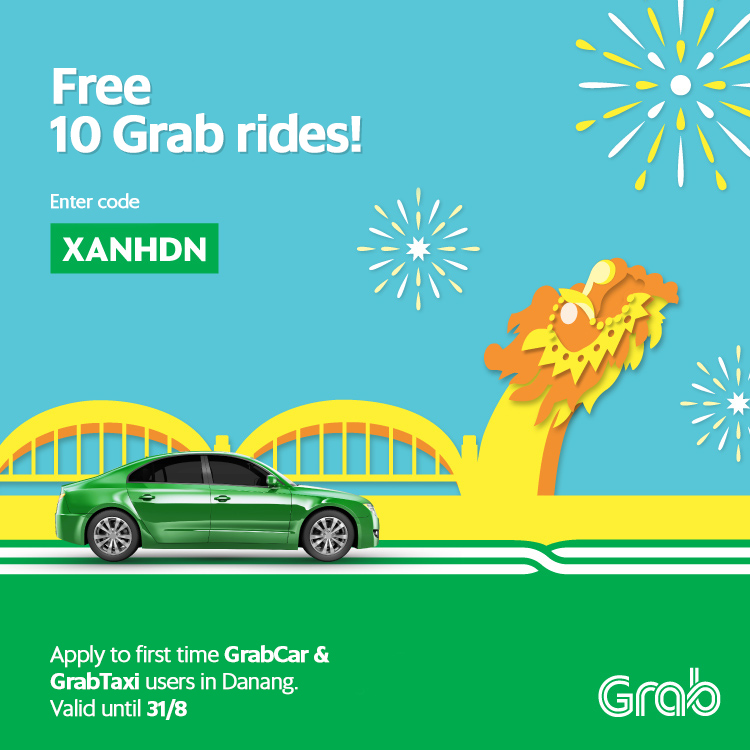 Free
10 Grab rides!
Enter code
XANHDN
Apply to first time GrabCar &
GrabTaxi users in Danang.
Valid until 31/8
Grab